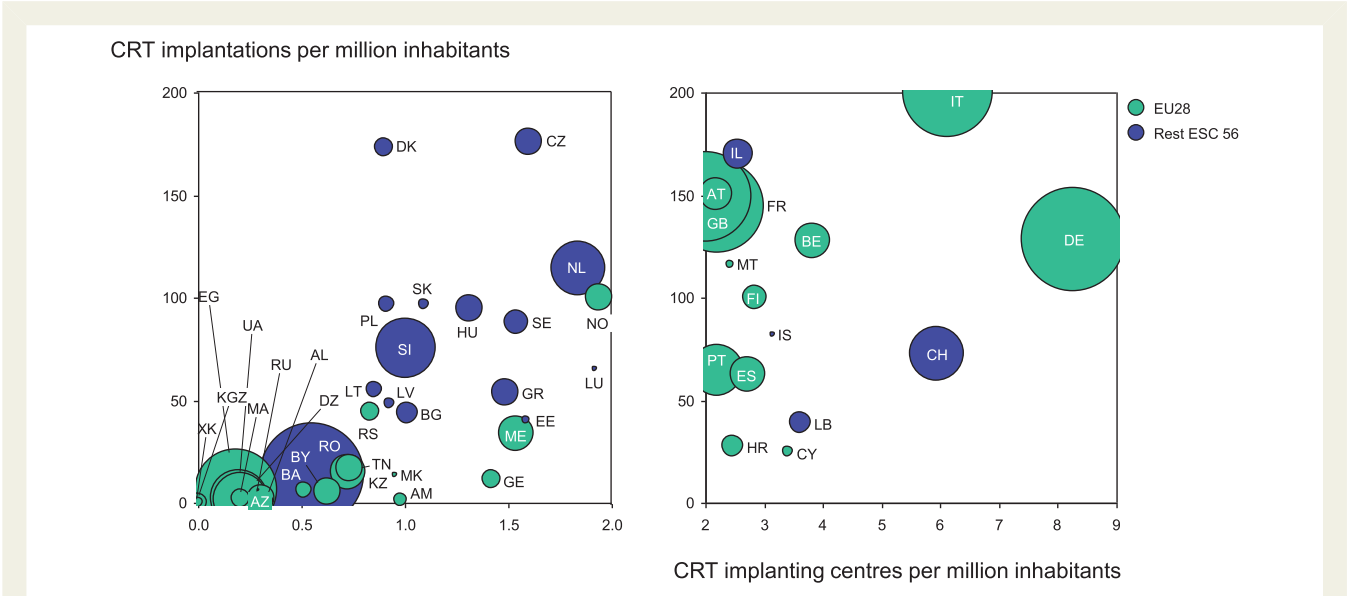 CRT implantations per million inhabitants
200
150
100
50
0
0.0 0.5 1.0 1.5 2.0
DK
CZ
NL
NO
SK
PL
HU
SE
SI
LU
LT
LV
GR
BG
EE
RS
ME
EG
UA
RU
AL
KGZ
MA
DZ
XK
RO
BY
BA
TN
KZ
MK
AM
GE
AZ
200
150
100
50
0
2 3 4 5 6 7 8 9
IT
IL
AT
GB
FR
BE
DE
MT
FI
IS
PT
ES
CH
LB
HR
CY
EU28
Rest ESC 56
CRT implanting centres per million inhabitants